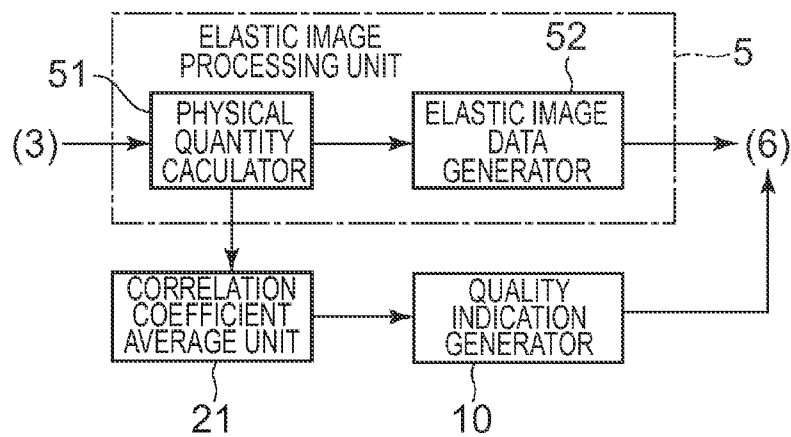 ELASTIC IMAGE
PROCESSING UNIT
52
5
51
(3)
PHYSICAL
QUANTITY
CACULATOR
ELASTIC IMAGE
DATA
GENERATOR
(6)
CORRELATION
COEFFICIENT
AVERAGE UNIT
QUALITY
INDICATION
GENERATOR
21
10